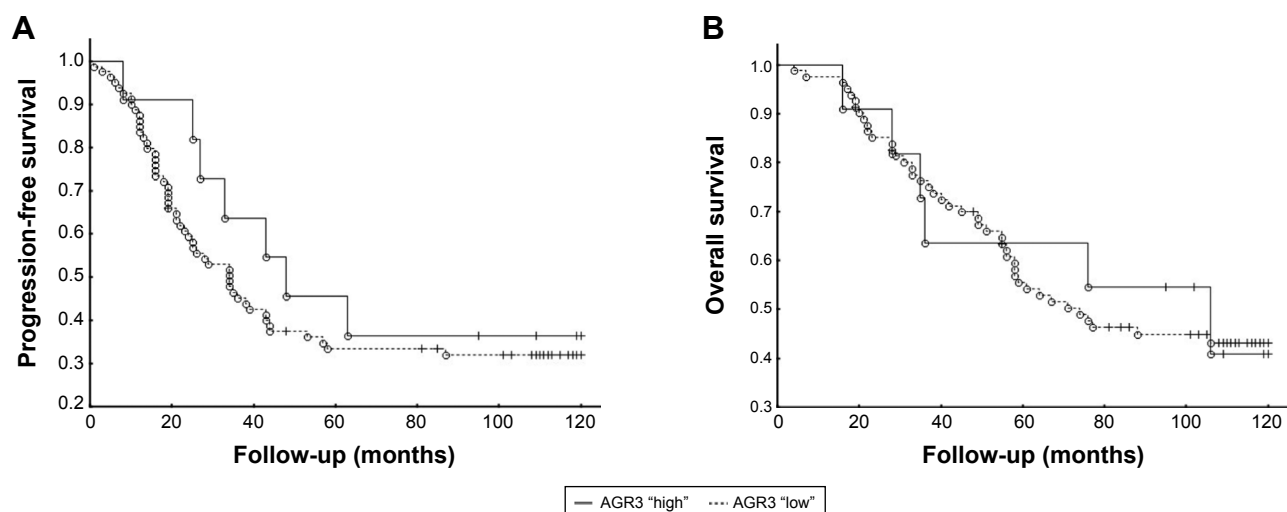 A
Progression-free survival
1.0
0.9
0.8
0.7
0.6
0.5
0.4
0.3
0.2
0 20 40 60 80 100 120
Follow-up (months)
B
Overall survival
1.0
0.9
0.8
0.7
0.6
0.5
0.4
0.3
0 20 40 60 80 100 120
Follow-up (months)
AGR3 “high” AGR3 “low”